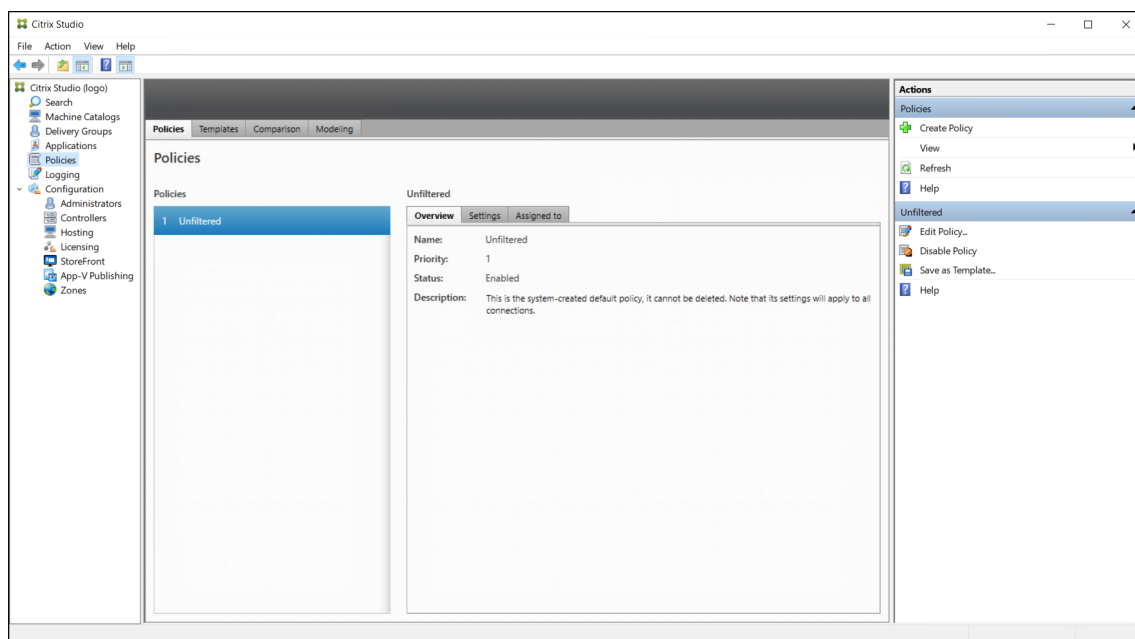 Citrix Studio
File Action View Help
Citrix Studio (logo)
Search
Machine Catalogs
Delivery Groups
Applications
Policies
Logging
Configuration
Administrators
Controllers
Hosting
Licensing
StoreFront
App-V Publishing
Zones
Policies Templates Comparison Modeling
Policies
Policies
1 Unfiltered
Unfiltered
Overview Settings Assigned to
Name: Unfiltered
Priority: 1
Status: Enabled
Description: This is the system-created default policy, it cannot be deleted. Note that its settings will apply to all
connections.
Actions
Policies
Create Policy
View
Refresh
Help
Unfiltered
Edit Policy...
Disable Policy
Save as Template...
Help